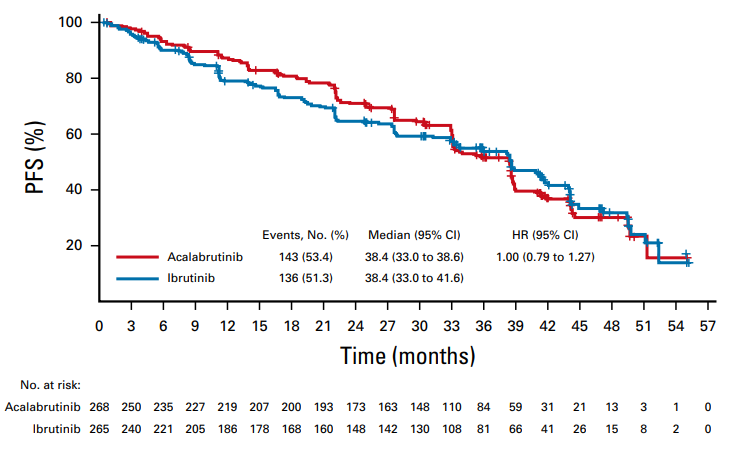 100
80
60
40
20
PFS (%)
Events, No. (%) Median (95% CI) HR (95% CI)
Acalabrutinib 143 (53.4) 38.4 (33.0 to 38.6) 1.00 (0.79 to 1.27)
Ibrutinib 136 (51.3) 38.4 (33.0 to 41.6)
0 3 6 9 12 15 18 21 24 27 30 33 36 39 42 45 48 51 54 57
Time (months)
No. at risk:
Acalabrutinib 268 250 235 227 219 207 200 193 173 163 148 110 84 59 31 21 13 3 1 0
Ibrutinib 265 240 221 205 186 178 168 160 148 142 130 108 81 66 41 26 15 8 2 0